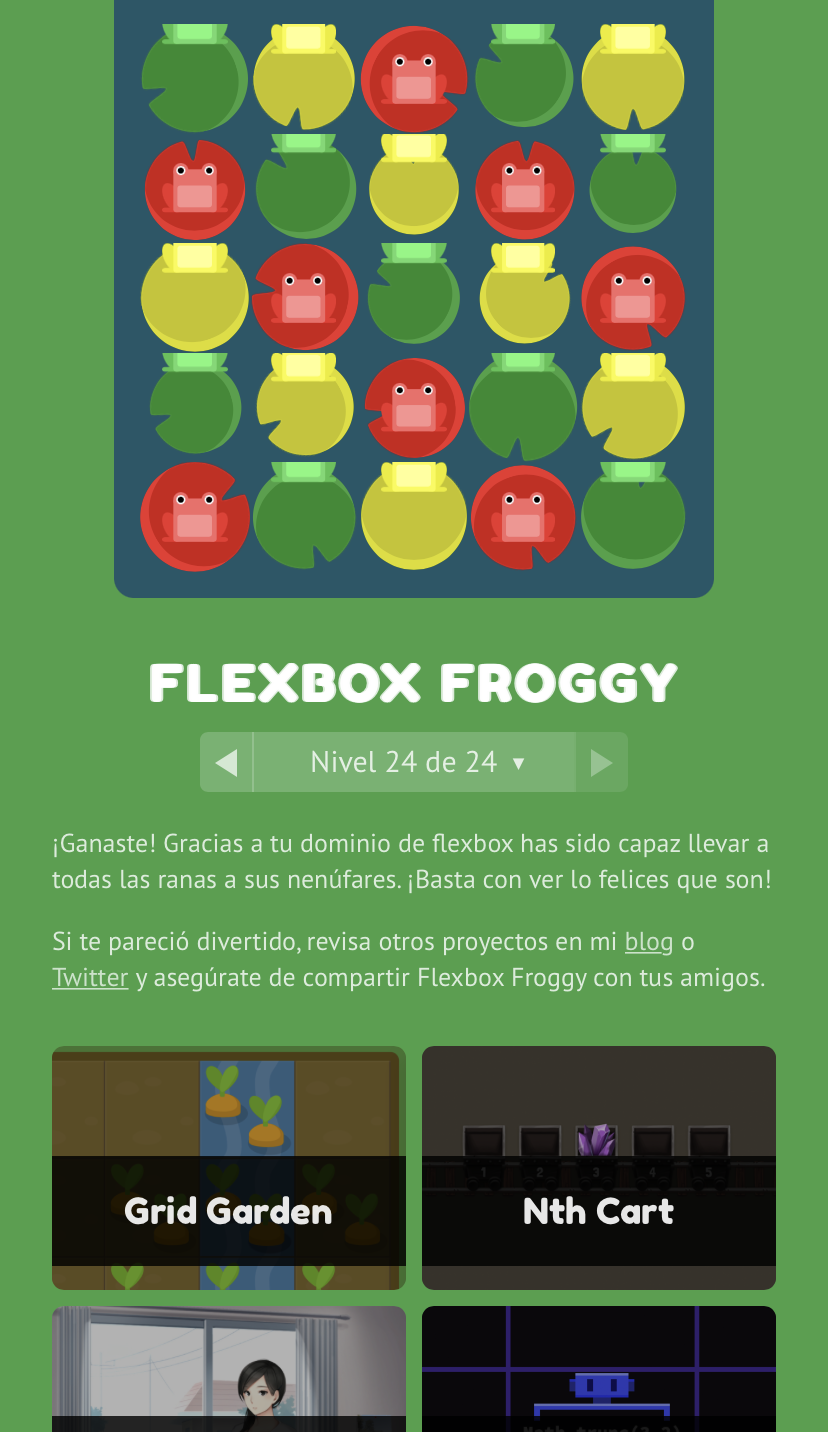 FLEXBOX FROGGY
Nivel 24 de 24 ▼
¡Ganaste! Gracias a tu dominio de flexbox has sido capaz llevar a
todas las ranas a sus nenúfares. ¡Basta con ver lo felices que son!
Si te pareció divertido, revisa otros proyectos en mi blog o
Twitter y asegúrate de compartir Flexbox Froggy con tus amigos.
1 2 3 4 5
Grid Garden
Nth Cart